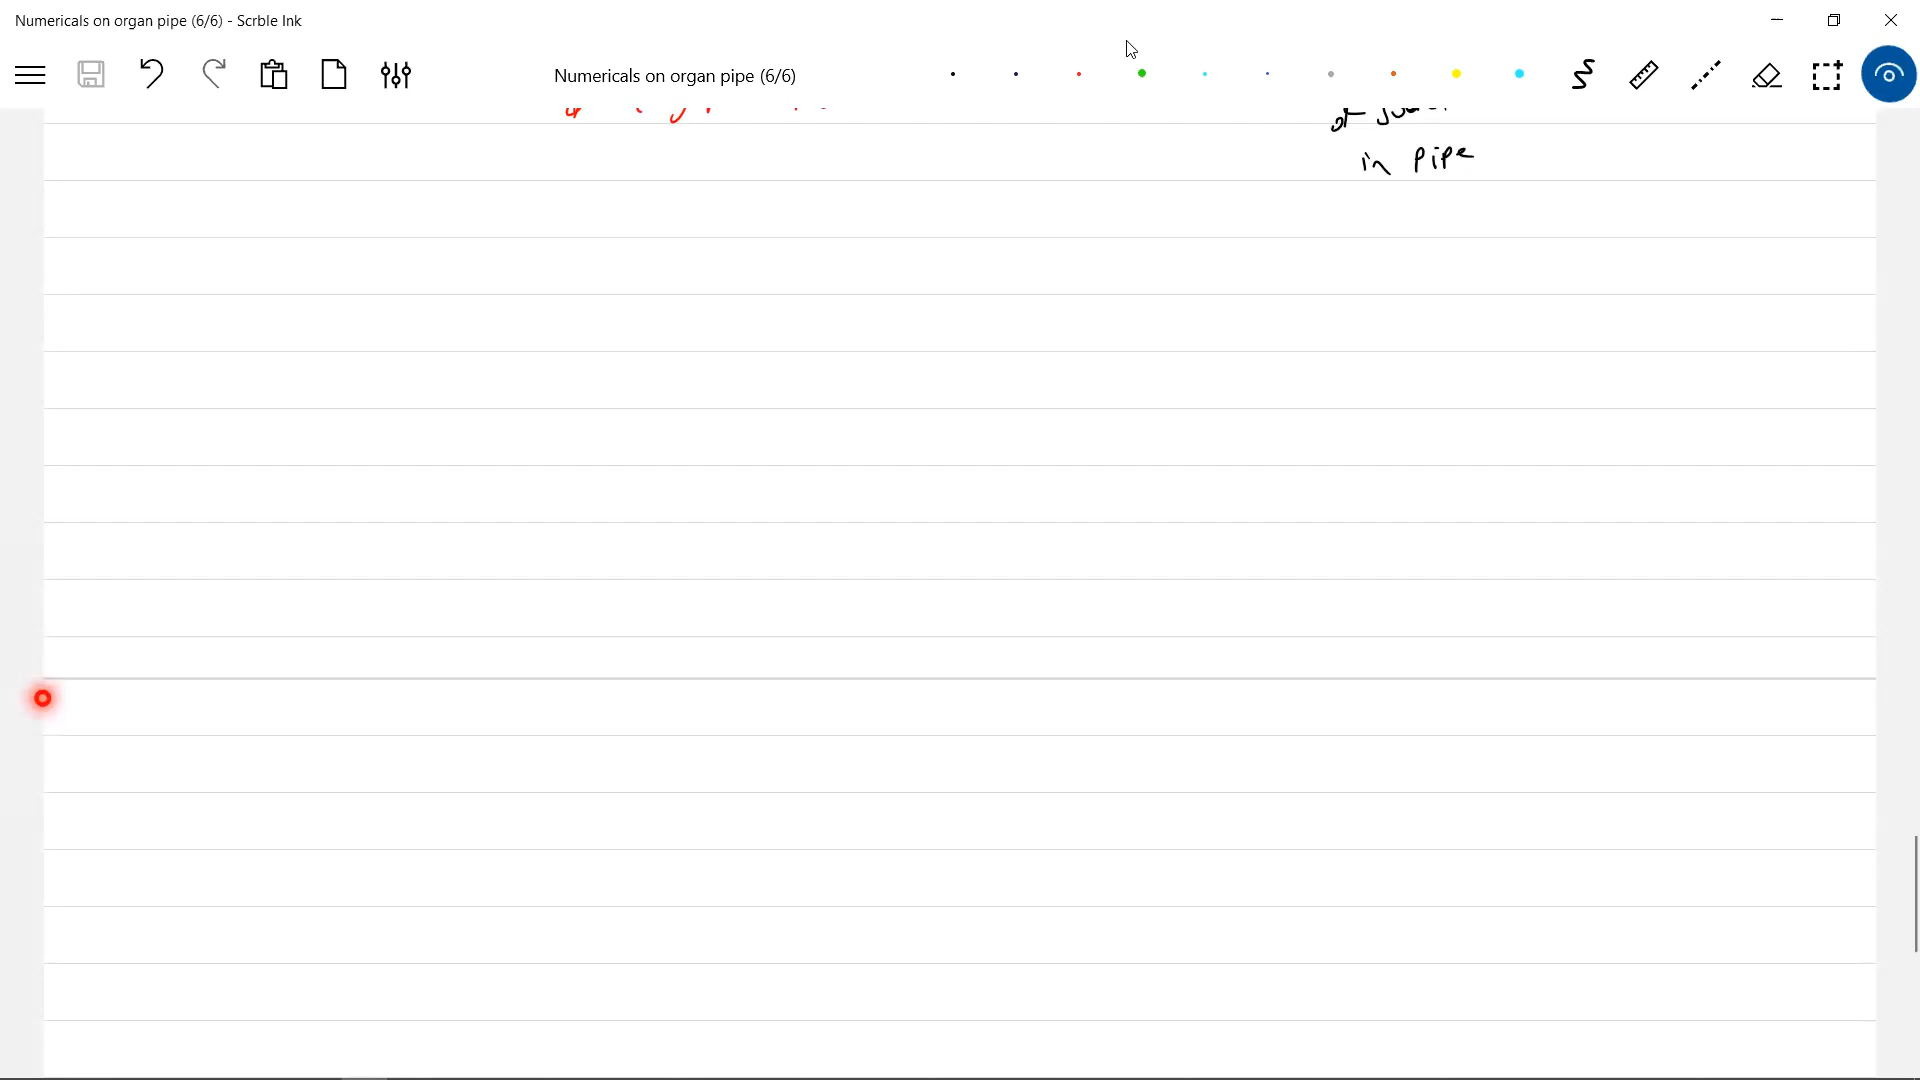 Numericals on organ pipe (6/6) - Scrble Ink
Numericals on organ pipe (6/6)
in pipe